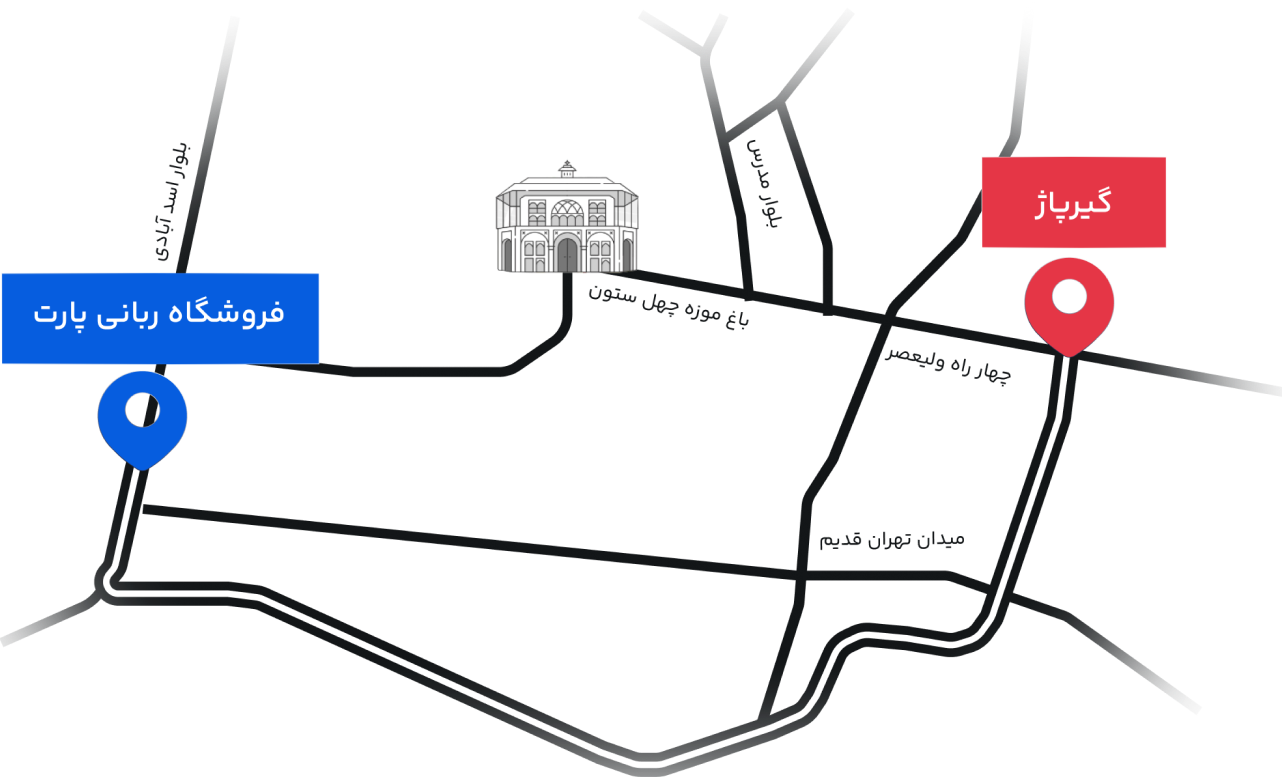 بلوار اسد آبادی
بلوار مدرس
گیرپاژ
فروشگاه ربانی پارت
باغ موزه چهل ستون
چهار راه ولیعصر
میدان تهران قدیم